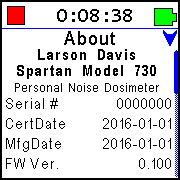 0:08:38
About
Larson Davis
Spartan Model 730
Personal Noise Dosimeter
Serial # 0000000
CertDate 2016-01-01
MfgDate 2016-01-01
FW Ver. 0.100